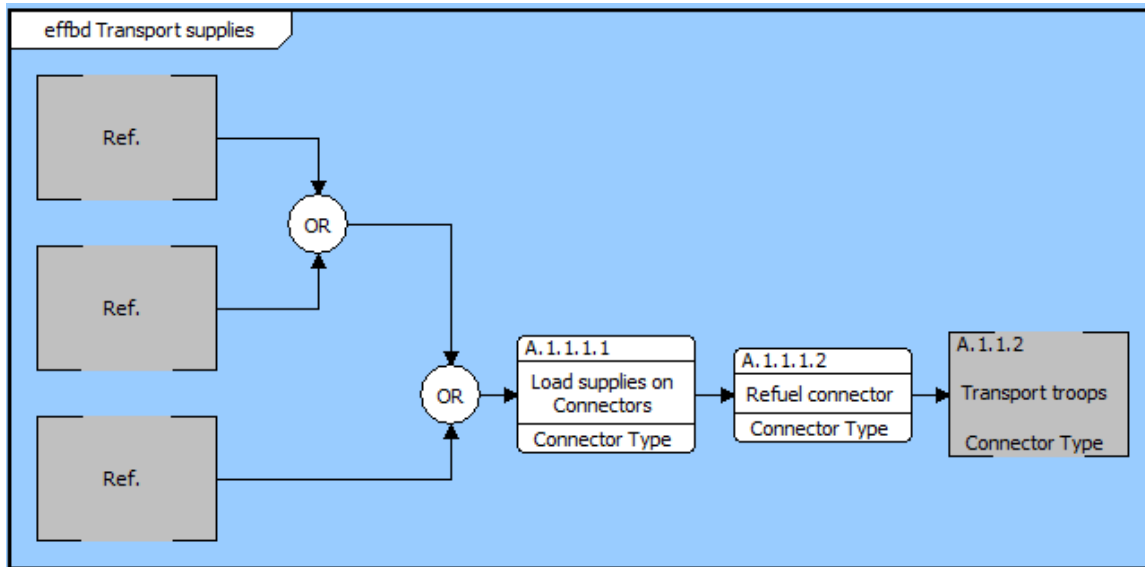 effbd Transport supplies
Ref.
OR
Ref.
Ref.
OR
A.1.1.1.1
Load supplies on
Connectors
Connector Type
A.1.1.1.2
Refuel connector
Connector Type
A.1.1.2
Transport troops
Connector Type